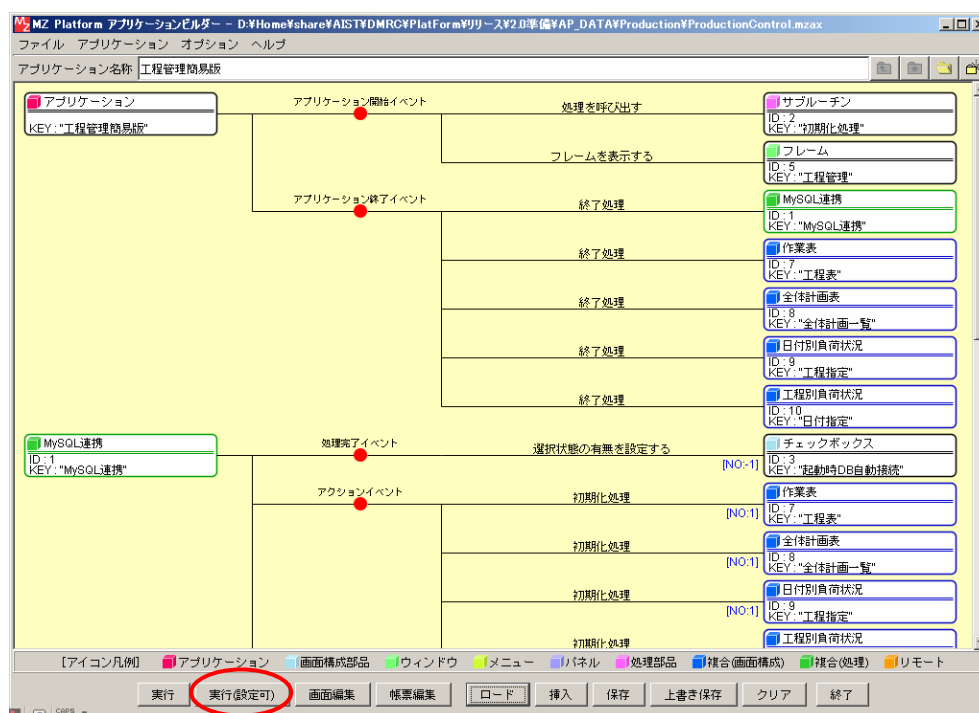 MZ Platform アプリケーションビルダー - D:¥Home¥share¥AIST¥DMRC¥PlatForm¥リリース¥2.0準備¥AP_DATA¥Production¥ProductionControl.mzax
ファイル アプリケーション オプション ヘルプ
アプリケーション名称 工程管理簡易版
アプリケーション
KEY:"工程管理簡易版"
アプリケーション開始イベント
処理を呼び出す
サブルーチン
ID:2
KEY:"初期化処理"
フレームを表示する
フレーム
ID:5
KEY:"工程管理"
アプリケーション終了イベント
終了処理
MySQL連携
ID:1
KEY:"MySQL連携"
終了処理
作業表
ID:7
KEY:"工程表"
終了処理
全体計画表
ID:8
KEY:"全体計画一覧"
終了処理
日付別負荷状況
ID:9
KEY:"工程指定"
終了処理
工程別負荷状況
ID:10
KEY:"日付指定"
MySQL連携
ID:1
KEY:"MySQL連携"
処理完了イベント
選択状態の有無を設定する
[NO:-1]
チェックボックス
ID:3
KEY:"起動時DB自動接続"
アクションイベント
初期化処理
[NO:1]
作業表
ID:7
KEY:"工程表"
初期化処理
[NO:1]
全体計画表
ID:8
KEY:"全体計画一覧"
初期化処理
[NO:1]
日付別負荷状況
ID:9
KEY:"工程指定"
初期化処理
工程別負荷状況
[アイコン凡例] アプリケーション 画面構成部品 ウィンドウ メニュー パネル 処理部品 複合(画面構成) 複合(処理) リモート
実行 実行(設定可) 画面編集 帳票編集 ロード 挿入 保存 上書き保存 クリア 終了
CAPS